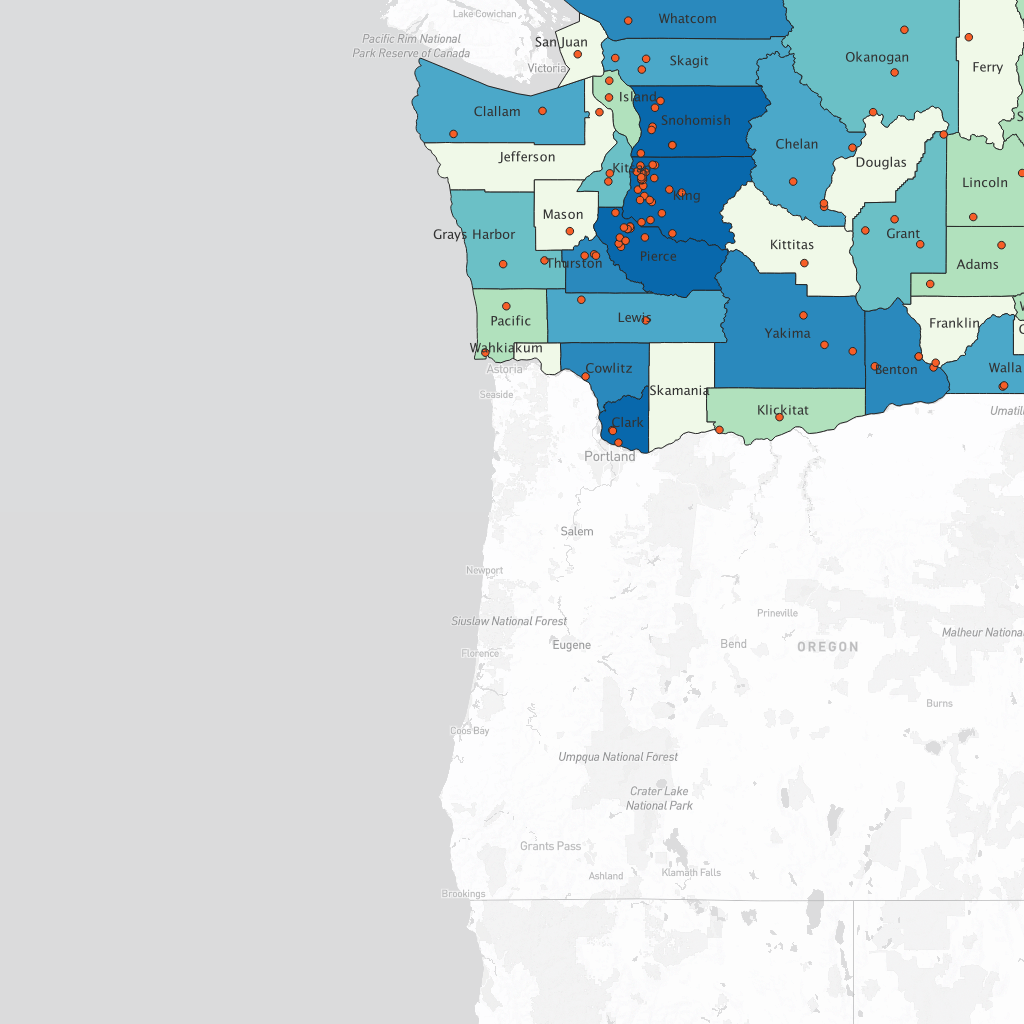 Lake Cowichan
Whatcom
Pacific Rim National
Park Reserve of Canada
San Juan
Okanogan
Skagit
Victoria
Ferry
Island
Clallam
Snohomish
Chelan
Jefferson
Douglas
Lincoln
King
Mason
Grays Harbor
Grant
Kittitas
Pierce
Thurston
Adams
Pacific
Lewis
Franklin
Yakima
Wahkiakum
Astoria
Cowlitz
Benton
Walla
Seaside
Skamania
Klickitat
Clark
Portland
Salem
Newport
Prineville
Siuslaw National Forest
Malheur National
Eugene
Bend
OREGON
Florence
Burns
Coos Bay
Umpqua National Forest
Crater Lake
National Park
Grants Pass
Ashland
Klamath Falls
Brookings